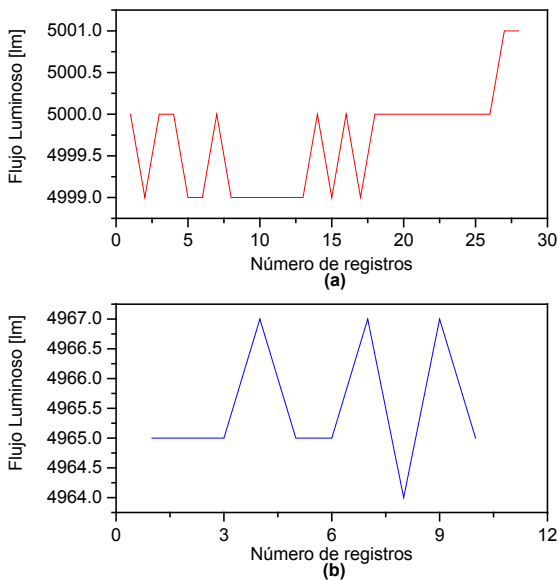 Flujo Luminoso [lm]
5001.0
5000.5
5000.0
4999.5
4999.0
0 5 10 15 20 25 30
Número de registros
(a)
Flujo Luminoso [lm]
4967.0
4966.5
4966.0
4965.5
4965.0
4964.5
4964.0
0 3 6 9 12
Número de registros
(b)